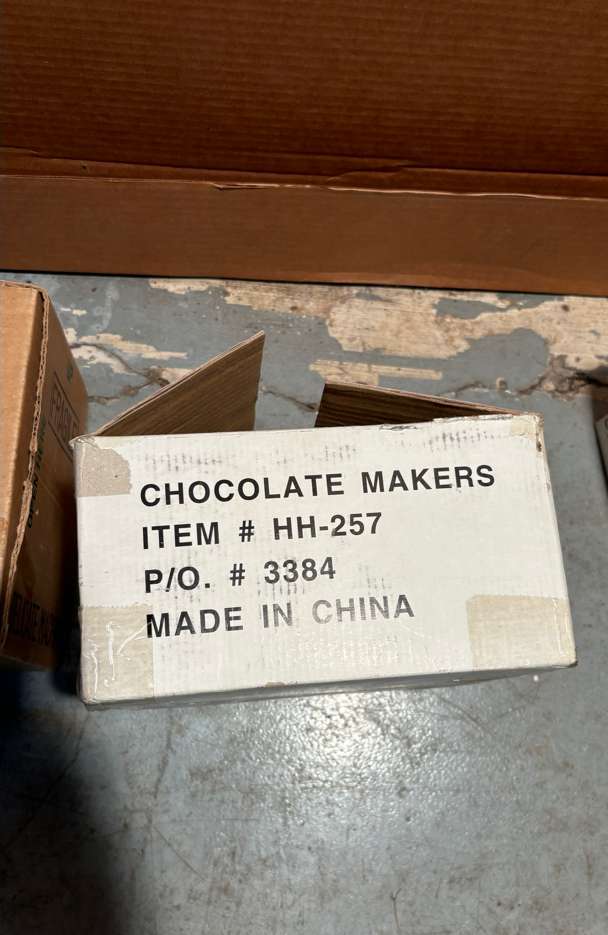 CHOCOLATE MAKERS
ITEM # HH-257
P/O. # 3384
MADE IN CHINA